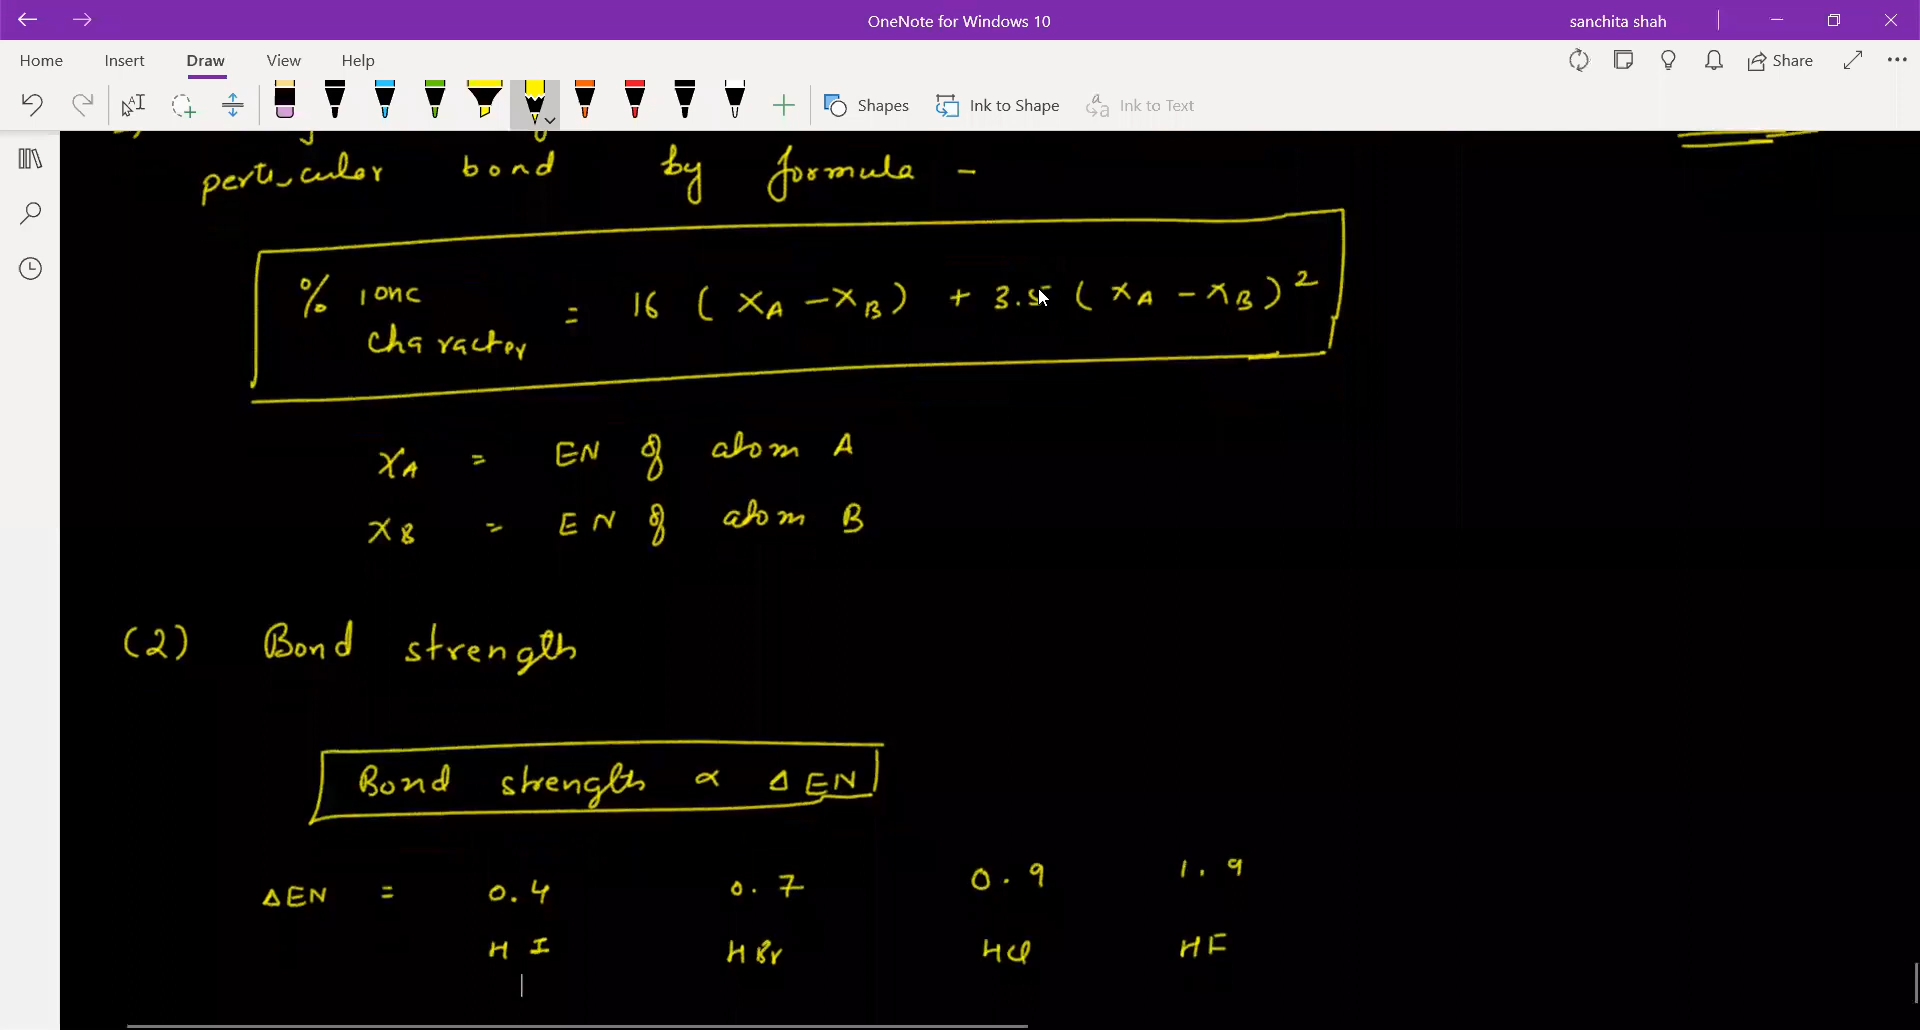 OneNote for Windows 10
sanchita shah
Home Insert Draw View Help
Share
Shapes Ink to Shape Ink to Text
perticular bond by formula -
% ionc
character = 16 ( XA - XB ) + 3.5 ( XA - XB )²
XA = EN of atom A
XB = EN of atom B
(2) Bond strength
Bond strength ∝ Δ EN
ΔEN = 0.4 0.7 0.9 1.9
HI HBr HCl HF